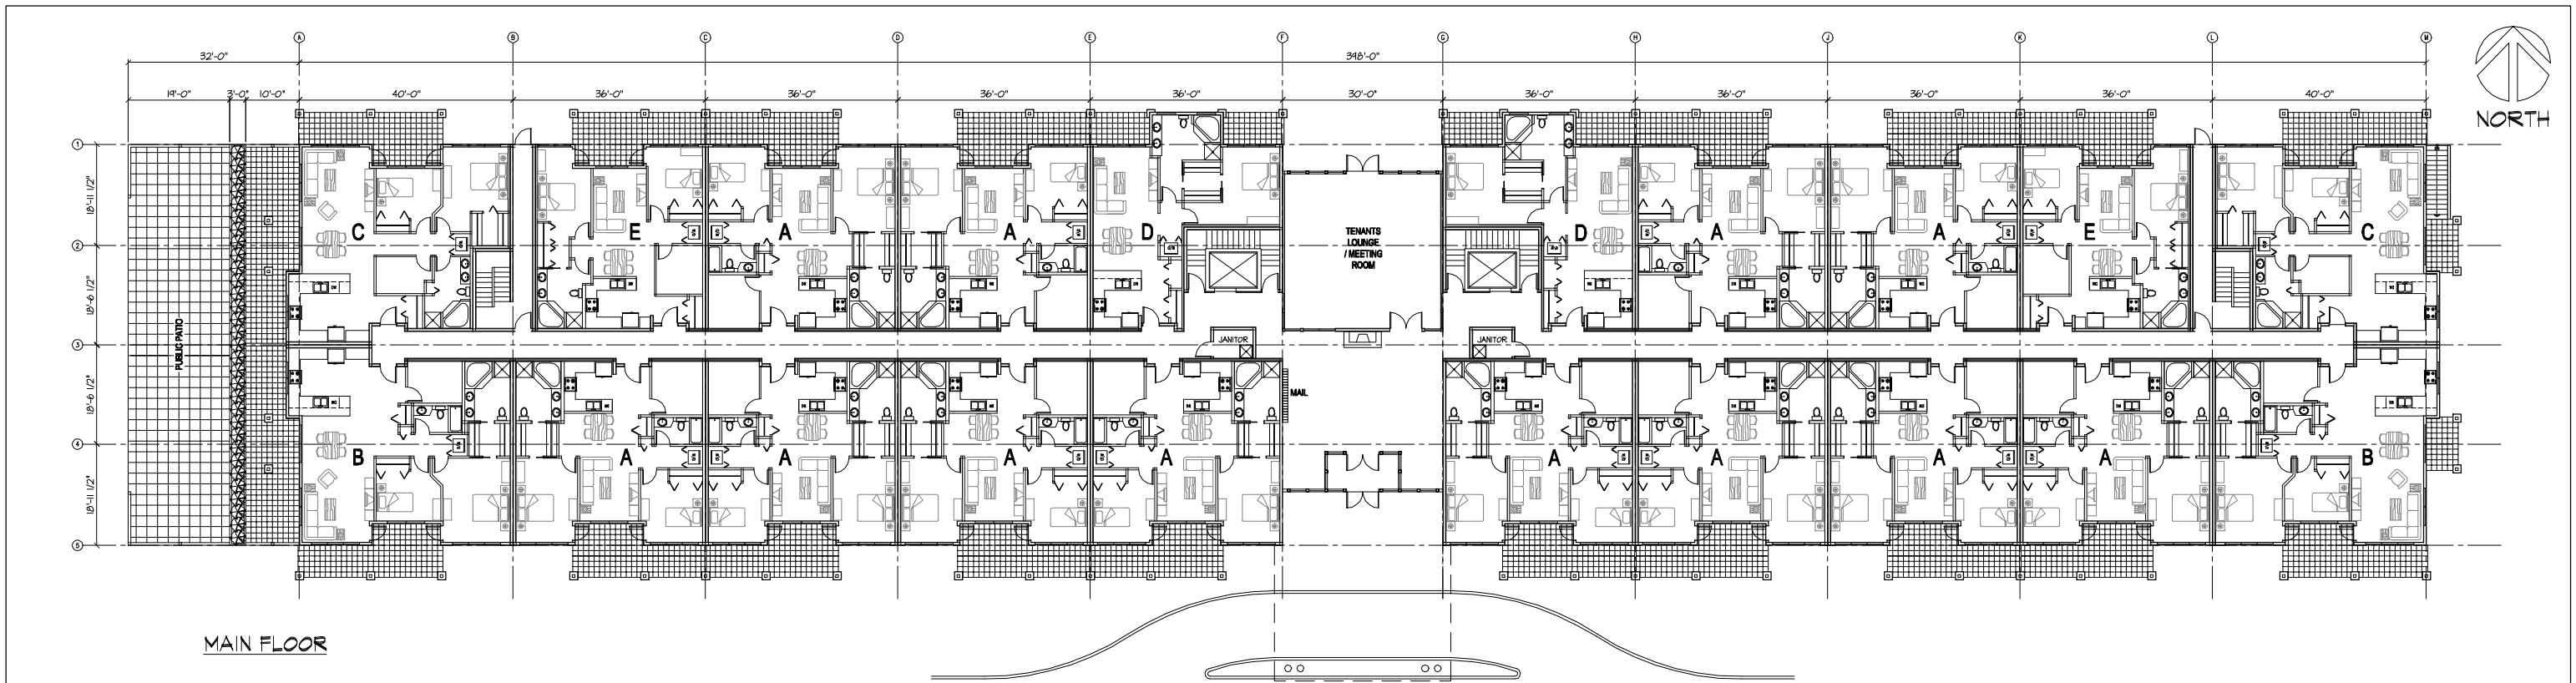 A B C D E F G H J K L M
32'-0" 398'-0"
19'-0" 3'-0" 10'-0" 40'-0" 36'-0" 36'-0" 36'-0" 36'-0" 30'-0" 36'-0" 36'-0" 36'-0" 36'-0" 40'-0"
NORTH
1
18'-11 1/2"
C E A A D TENANTS D A A E C
LOUNGE
/ MEETING
ROOM
2
18'-6 1/2"
PUBLIC PATIO
3
JANITOR JANITOR
18'-6 1/2"
MAIL
4
B A A A A A A A A B
18'-11 1/2"
5
MAIN FLOOR